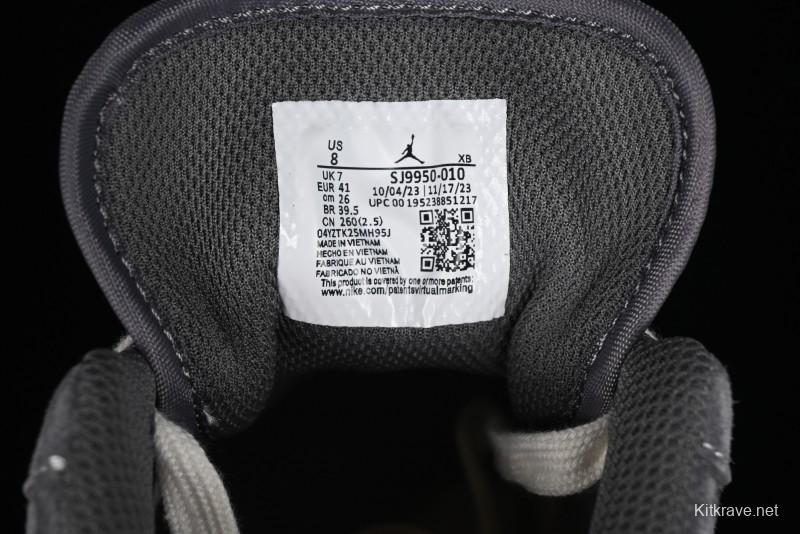 US
8
XB
UK 7
SJ9950-010
EUR 41
10/04/23 | 11/17/23
om 26
UPC 00 195238851217
BR 39.5
CN 260(2.5)
04YZTK25MH95J
MADE IN VIETNAM
HECHO EN VIETNAM
FABRIQUE AU VIETNAM
FABRICADO NO VIETNÃ
This product is covered by one or more patents:
www.nike.com/patentsvirtualmarking
Kitkrave.net